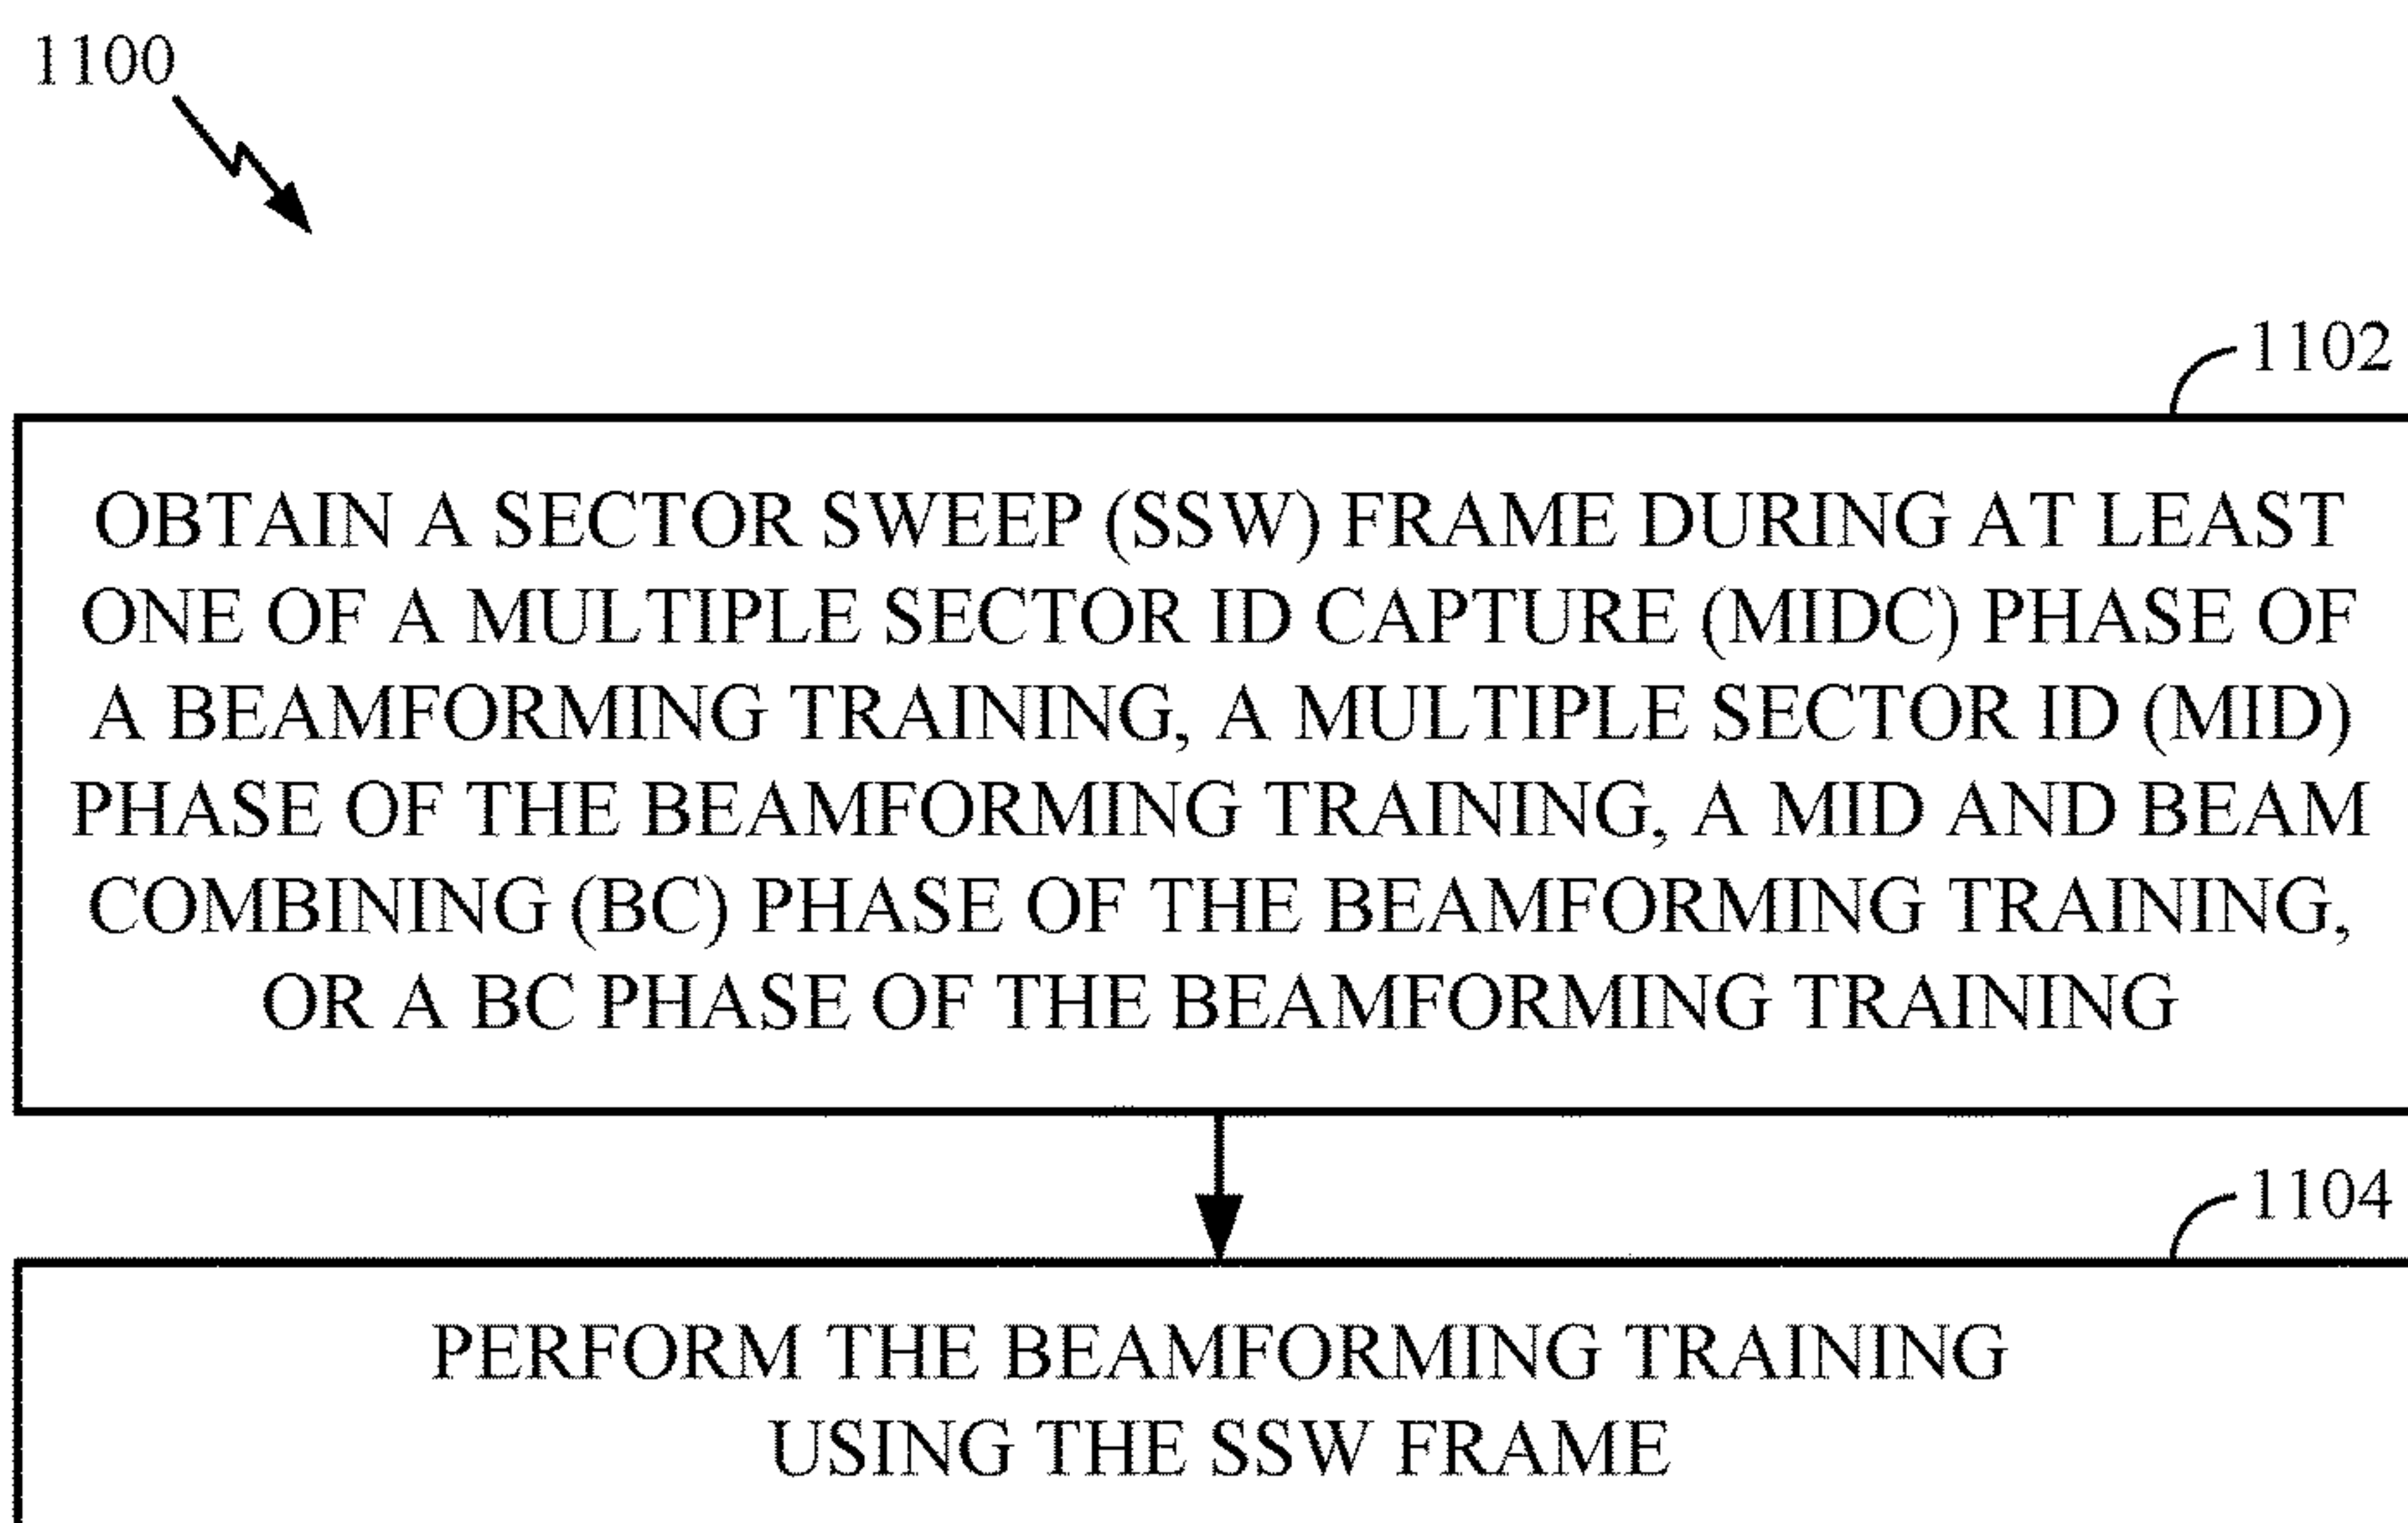 1100
1102
OBTAIN A SECTOR SWEEP (SSW) FRAME DURING AT LEAST
ONE OF A MULTIPLE SECTOR ID CAPTURE (MIDC) PHASE OF
A BEAMFORMING TRAINING, A MULTIPLE SECTOR ID (MID)
PHASE OF THE BEAMFORMING TRAINING, A MID AND BEAM
COMBINING (BC) PHASE OF THE BEAMFORMING TRAINING,
OR A BC PHASE OF THE BEAMFORMING TRAINING
1104
PERFORM THE BEAMFORMING TRAINING
USING THE SSW FRAME